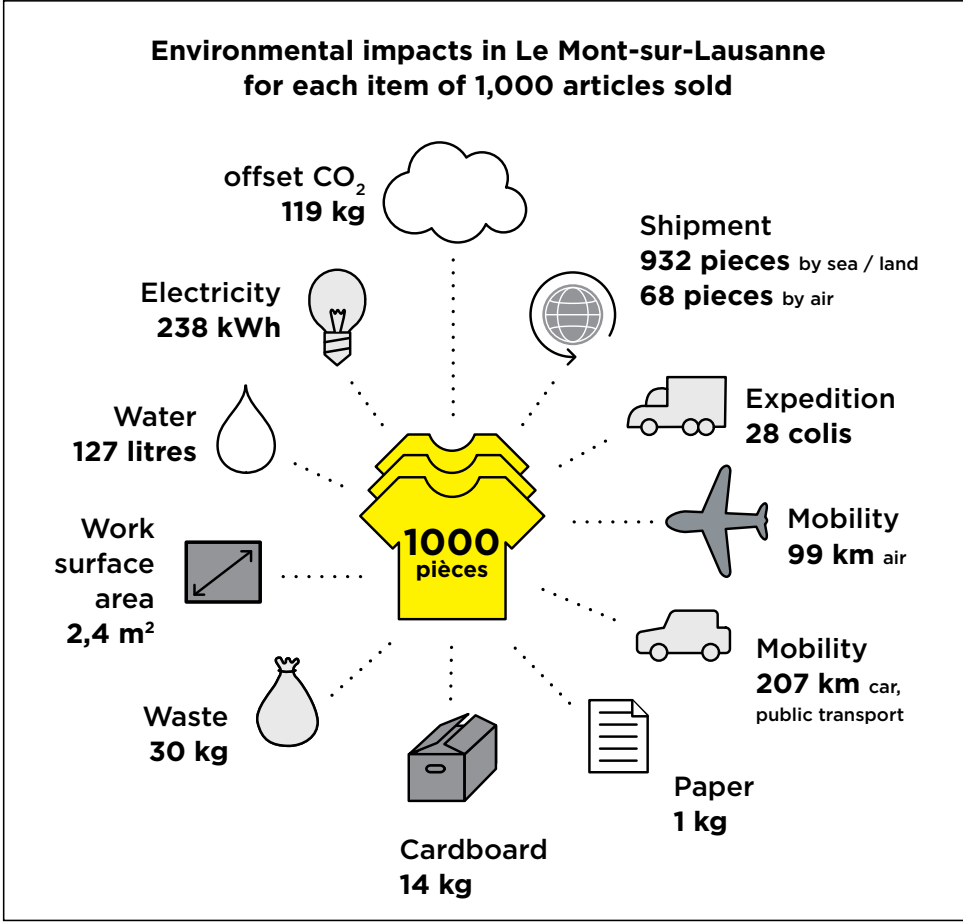 Environmental impacts in Le Mont-sur-Lausanne
for each item of 1,000 articles sold
offset CO₂
119 kg
Shipment
932 pieces by sea / land
68 pieces by air
Electricity
238 kWh
Expedition
28 colis
Water
127 litres
Mobility
99 km air
1000
pièces
Work
surface
area
2,4 m²
Mobility
207 km car,
public transport
Waste
30 kg
Paper
1 kg
Cardboard
14 kg